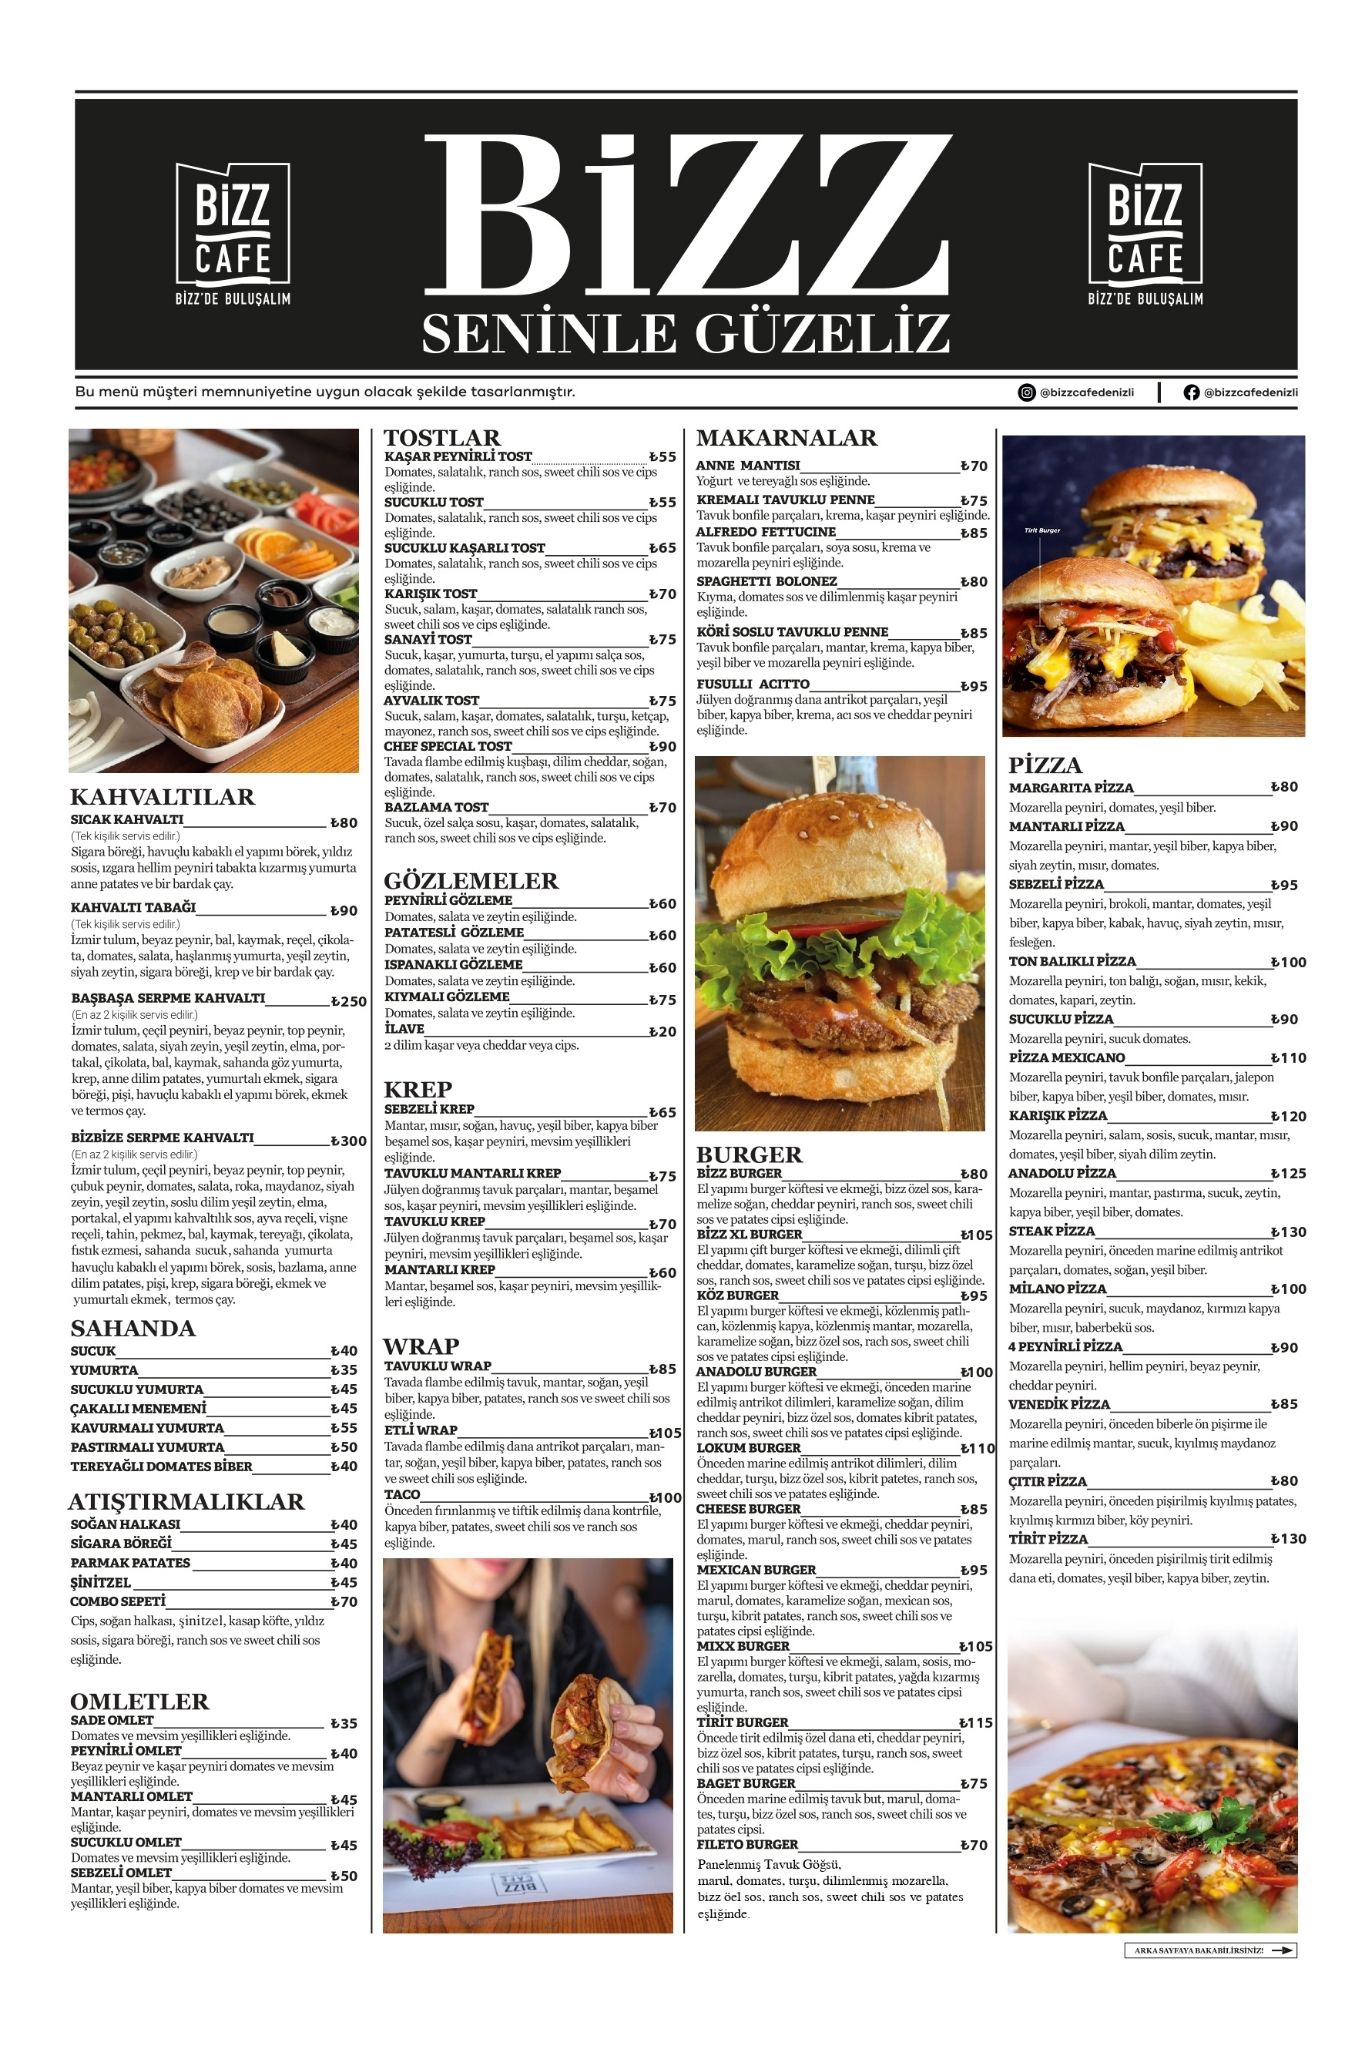 BiZZ
CAFE
BİZZ'DE BULUŞALIM
BiZZ
SENİNLE GÜZELİZ
BiZZ
CAFE
BİZZ'DE BULUŞALIM
Bu menü müşteri memnuniyetine uygun olacak şekilde tasarlanmıştır.
@bizzcafedenizli
@bizzcafedenizli
KAHVALTILAR
SICAK KAHVALTI ₺80
(Tek kişilik servis edilir.)
Sigara böreği, havuçlu kabaklı el yapımı börek, yıldız
sosis, ızgara hellim peyniri tabakta kızarmış yumurta
anne patates ve bir bardak çay.
KAHVALTI TABAĞI ₺90
(Tek kişilik servis edilir.)
İzmir tulum, beyaz peynir, bal, kaymak, reçel, çikola-
ta, domates, salata, haşlanmış yumurta, yeşil zeytin,
siyah zeytin, sigara böreği, krep ve bir bardak çay.
BAŞBAŞA SERPME KAHVALTI ₺250
(En az 2 kişilik servis edilir.)
İzmir tulum, çeçil peyniri, beyaz peynir, top peynir,
domates, salata, siyah zeyin, yeşil zeytin, elma, por-
takal, çikolata, bal, kaymak, sahanda göz yumurta,
krep, anne dilim patates, yumurtalı ekmek, sigara
böreği, pişi, havuçlu kabaklı el yapımı börek, ekmek
ve termos çay.
BİZBİZE SERPME KAHVALTI ₺300
(En az 2 kişilik servis edilir.)
İzmir tulum, çeçil peyniri, beyaz peynir, top peynir,
çubuk peynir, domates, salata, roka, maydanoz, siyah
zeyin, yeşil zeytin, soslu dilim yeşil zeytin, elma,
portakal, el yapımı kahvaltılık sos, ayva reçeli, vişne
reçeli, tahin, pekmez, bal, kaymak, tereyağı, çikolata,
fıstık ezmesi, sahanda sucuk, sahanda yumurta
havuçlu kabaklı el yapımı börek, sosis, bazlama, anne
dilim patates, pişi, krep, sigara böreği, ekmek ve
yumurtalı ekmek, termos çay.
SAHANDA
SUCUK ₺40
YUMURTA ₺35
SUCUKLU YUMURTA ₺45
ÇAKALLI MENEMENİ ₺45
KAVURMALI YUMURTA ₺55
PASTIRMALI YUMURTA ₺50
TEREYAĞLI DOMATES BİBER ₺40
ATIŞTIRMALIKLAR
SOĞAN HALKASI ₺40
SİGARA BÖREĞİ ₺45
PARMAK PATATES ₺40
ŞİNİTZEL ₺45
COMBO SEPETİ ₺70
Cips, soğan halkası, şinitzel, kasap köfte, yıldız
sosis, sigara böreği, ranch sos ve sweet chili sos
eşliğinde.
OMLETLER
SADE OMLET ₺35
Domates ve mevsim yeşillikleri eşliğinde.
PEYNİRLİ OMLET ₺40
Beyaz peynir ve kaşar peyniri domates ve mevsim
yeşillikleri eşliğinde.
MANTARLI OMLET ₺45
Mantar, kaşar peyniri, domates ve mevsim yeşillikleri
eşliğinde.
SUCUKLU OMLET ₺45
Domates ve mevsim yeşillikleri eşliğinde.
SEBZELİ OMLET ₺50
Mantar, yeşil biber, kapya biber domates ve mevsim
yeşillikleri eşliğinde.
TOSTLAR
KAŞAR PEYNİRLİ TOST ₺55
Domates, salatalık, ranch sos, sweet chili sos ve cips
eşliğinde.
SUCUKLU TOST ₺55
Domates, salatalık, ranch sos, sweet chili sos ve cips
eşliğinde.
SUCUKLU KAŞARLI TOST ₺65
Domates, salatalık, ranch sos, sweet chili sos ve cips
eşliğinde.
KARIŞIK TOST ₺70
Sucuk, salam, kaşar, domates, salatalık ranch sos,
sweet chili sos ve cips eşliğinde.
SANAYİ TOST ₺75
Sucuk, kaşar, yumurta, turşu, el yapımı salça sos,
domates, salatalık, ranch sos, sweet chili sos ve cips
eşliğinde.
AYVALIK TOST ₺75
Sucuk, salam, kaşar, domates, salatalık, turşu, ketçap,
mayonez, ranch sos, sweet chili sos ve cips eşliğinde.
CHEF SPECIAL TOST ₺90
Tavada flambe edilmiş kuşbaşı, dilim cheddar, soğan,
domates, salatalık, ranch sos, sweet chili sos ve cips
eşliğinde.
BAZLAMA TOST ₺70
Sucuk, özel salça sosu, kaşar, domates, salatalık,
ranch sos, sweet chili sos ve cips eşliğinde.
GÖZLEMELER
PEYNİRLİ GÖZLEME ₺60
Domates, salata ve zeytin eşiliğinde.
PATATESLİ GÖZLEME ₺60
Domates, salata ve zeytin eşiliğinde.
ISPANAKLI GÖZLEME ₺60
Domates, salata ve zeytin eşiliğinde.
KIYMALI GÖZLEME ₺75
Domates, salata ve zeytin eşiliğinde.
İLAVE ₺20
2 dilim kaşar veya cheddar veya cips.
KREP
SEBZELİ KREP ₺65
Mantar, mısır, soğan, havuç, yeşil biber, kapya biber
beşamel sos, kaşar peyniri, mevsim yeşillikleri
eşliğinde.
TAVUKLU MANTARLI KREP ₺75
Jülyen doğranmış tavuk parçaları, mantar, beşamel
sos, kaşar peyniri, mevsim yeşillikleri eşliğinde.
TAVUKLU KREP ₺70
Jülyen doğranmış tavuk parçaları, beşamel sos, kaşar
peyniri, mevsim yeşillikleri eşliğinde.
MANTARLI KREP ₺60
Mantar, beşamel sos, kaşar peyniri, mevsim yeşillik-
leri eşliğinde.
WRAP
TAVUKLU WRAP ₺85
Tavada flambe edilmiş tavuk, mantar, soğan, yeşil
biber, kapya biber, patates, ranch sos ve sweet chili sos
eşliğinde.
ETLİ WRAP ₺105
Tavada flambe edilmiş dana antrikot parçaları, man-
tar, soğan, yeşil biber, kapya biber, patates, ranch sos
ve sweet chili sos eşliğinde.
TACO ₺100
Önceden fırınlanmış ve tiftik edilmiş dana kontrfile,
kapya biber, patates, sweet chili sos ve ranch sos
eşliğinde.
BiZZ
CAFE
MAKARNALAR
ANNE MANTISI ₺70
Yoğurt ve tereyağlı sos eşliğinde.
KREMALI TAVUKLU PENNE ₺75
Tavuk bonfile parçaları, krema, kaşar peyniri eşliğinde.
ALFREDO FETTUCINE ₺85
Tavuk bonfile parçaları, soya sosu, krema ve
mozarella peyniri eşliğinde.
SPAGHETTI BOLONEZ ₺80
Kıyma, domates sos ve dilimlenmiş kaşar peyniri
eşliğinde.
KÖRİ SOSLU TAVUKLU PENNE ₺85
Tavuk bonfile parçaları, mantar, krema, kapya biber,
yeşil biber ve mozarella peyniri eşliğinde.
FUSULLI ACITTO ₺95
Jülyen doğranmış dana antrikot parçaları, yeşil
biber, kapya biber, krema, acı sos ve cheddar peyniri
eşliğinde.
BURGER
BİZZ BURGER ₺80
El yapımı burger köftesi ve ekmeği, bizz özel sos, kara-
melize soğan, cheddar peyniri, ranch sos, sweet chili
sos ve patates cipsi eşliğinde.
BİZZ XL BURGER ₺105
El yapımı çift burger köftesi ve ekmeği, dilimli çift
cheddar, domates, karamelize soğan, turşu, bizz özel
sos, ranch sos, sweet chili sos ve patates cipsi eşliğinde.
KÖZ BURGER ₺95
El yapımı burger köftesi ve ekmeği, közlenmiş patlı-
can, közlenmiş kapya, közlenmiş mantar, mozarella,
karamelize soğan, bizz özel sos, rach sos, sweet chili
sos ve patates cipsi eşliğinde.
ANADOLU BURGER ₺100
El yapımı burger köftesi ve ekmeği, önceden marine
edilmiş antrikot dilimleri, karamelize soğan, dilim
cheddar peyniri, bizz özel sos, domates kibrit patates,
ranch sos, sweet chili sos ve patates cipsi eşliğinde.
LOKUM BURGER ₺110
Önceden marine edilmiş antrikot dilimleri, dilim
cheddar, turşu, bizz özel sos, kibrit patetes, ranch sos,
sweet chili sos ve patates eşliğinde.
CHEESE BURGER ₺85
El yapımı burger köftesi ve ekmeği, cheddar peyniri,
domates, marul, ranch sos, sweet chili sos ve patates
eşliğinde.
MEXICAN BURGER ₺95
El yapımı burger köftesi ve ekmeği, cheddar peyniri,
marul, domates, karamelize soğan, mexican sos,
turşu, kibrit patates, ranch sos, sweet chili sos ve
patates cipsi eşliğinde.
MIXX BURGER ₺105
El yapımı burger köftesi ve ekmeği, salam, sosis, mo-
zarella, domates, turşu, kibrit patates, yağda kızarmış
yumurta, ranch sos, sweet chili sos ve patates cipsi
eşliğinde.
TİRİT BURGER ₺115
Öncede tirit edilmiş özel dana eti, cheddar peyniri,
bizz özel sos, kibrit patates, turşu, ranch sos, sweet
chili sos ve patates cipsi eşliğinde.
BAGET BURGER ₺75
Önceden marine edilmiş tavuk but, marul, doma-
tes, turşu, bizz özel sos, ranch sos, sweet chili sos ve
patates cipsi.
FILETO BURGER ₺70
Panelenmiş Tavuk Göğsü,
marul, domates, turşu, dilimlenmiş mozarella,
bizz öel sos, ranch sos, sweet chili sos ve patates
eşliğinde.
Tirit Burger
PİZZA
MARGARITA PİZZA ₺80
Mozarella peyniri, domates, yeşil biber.
MANTARLI PİZZA ₺90
Mozarella peyniri, mantar, yeşil biber, kapya biber,
siyah zeytin, mısır, domates.
SEBZELİ PİZZA ₺95
Mozarella peyniri, brokoli, mantar, domates, yeşil
biber, kapya biber, kabak, havuç, siyah zeytin, mısır,
fesleğen.
TON BALIKLI PİZZA ₺100
Mozarella peyniri, ton balığı, soğan, mısır, kekik,
domates, kapari, zeytin.
SUCUKLU PİZZA ₺90
Mozarella peyniri, sucuk domates.
PİZZA MEXICANO ₺110
Mozarella peyniri, tavuk bonfile parçaları, jalepon
biber, kapya biber, yeşil biber, domates, mısır.
KARIŞIK PİZZA ₺120
Mozarella peyniri, salam, sosis, sucuk, mantar, mısır,
domates, yeşil biber, siyah dilim zeytin.
ANADOLU PİZZA ₺125
Mozarella peyniri, mantar, pastırma, sucuk, zeytin,
kapya biber, yeşil biber, domates.
STEAK PİZZA ₺130
Mozarella peyniri, önceden marine edilmiş antrikot
parçaları, domates, soğan, yeşil biber.
MİLANO PİZZA ₺100
Mozarella peyniri, sucuk, maydanoz, kırmızı kapya
biber, mısır, baberbekü sos.
4 PEYNİRLİ PİZZA ₺90
Mozarella peyniri, hellim peyniri, beyaz peynir,
cheddar peyniri.
VENEDİK PİZZA ₺85
Mozarella peyniri, önceden biberle ön pişirme ile
marine edilmiş mantar, sucuk, kıyılmış maydanoz
parçaları.
ÇITIR PİZZA ₺80
Mozarella peyniri, önceden pişirilmiş kıyılmış patates,
kıyılmış kırmızı biber, köy peyniri.
TİRİT PİZZA ₺130
Mozarella peyniri, önceden pişirilmiş tirit edilmiş
dana eti, domates, yeşil biber, kapya biber, zeytin.
ARKA SAYFAYA BAKABİLİRSİNİZ!